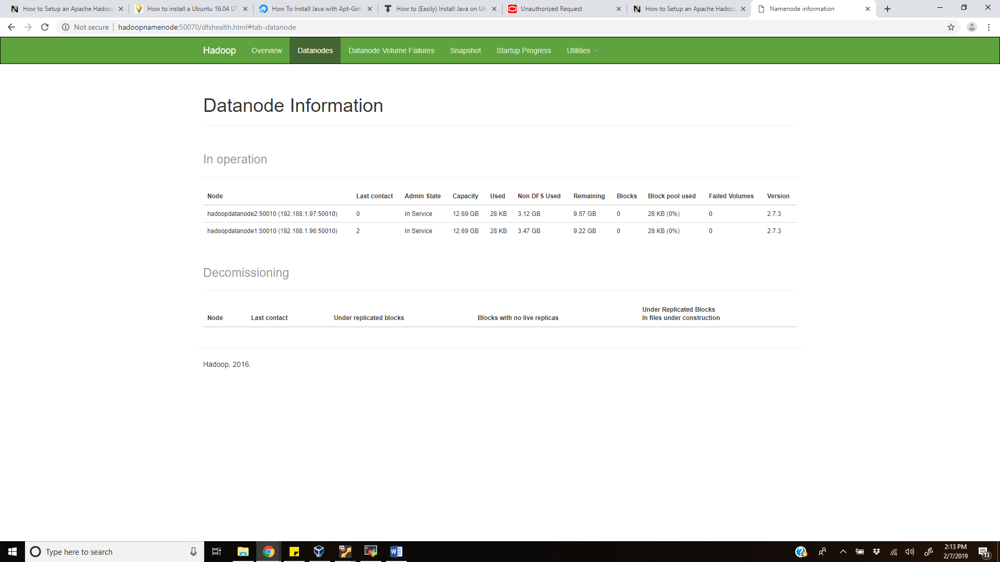 How to Setup an Apache Hadoop
How to install a Ubuntu 16.04 LTS
How To Install Java with Apt-Get
How to (Easily) Install Java on Ub
Unauthorized Request
How to Setup an Apache Hadoop
Namenode information
Not secure hadoopnamenode:50070/dfshealth.html#tab-datanode
Hadoop Overview Datanodes Datanode Volume Failures Snapshot Startup Progress Utilities
Datanode Information
In operation
Node Last contact Admin State Capacity Used Non DFS Used Remaining Blocks Block pool used Failed Volumes Version
hadoopdatanode2:50010 (192.168.1.97:50010) 0 In Service 12.69 GB 28 KB 3.12 GB 9.57 GB 0 28 KB (0%) 0 2.7.3
hadoopdatanode1:50010 (192.168.1.96:50010) 2 In Service 12.69 GB 28 KB 3.47 GB 9.22 GB 0 28 KB (0%) 0 2.7.3
Decomissioning
Node Last contact Under replicated blocks Blocks with no live replicas Under Replicated Blocks
In files under construction
Hadoop, 2016.
Type here to search
2:13 PM
2/7/2019
13